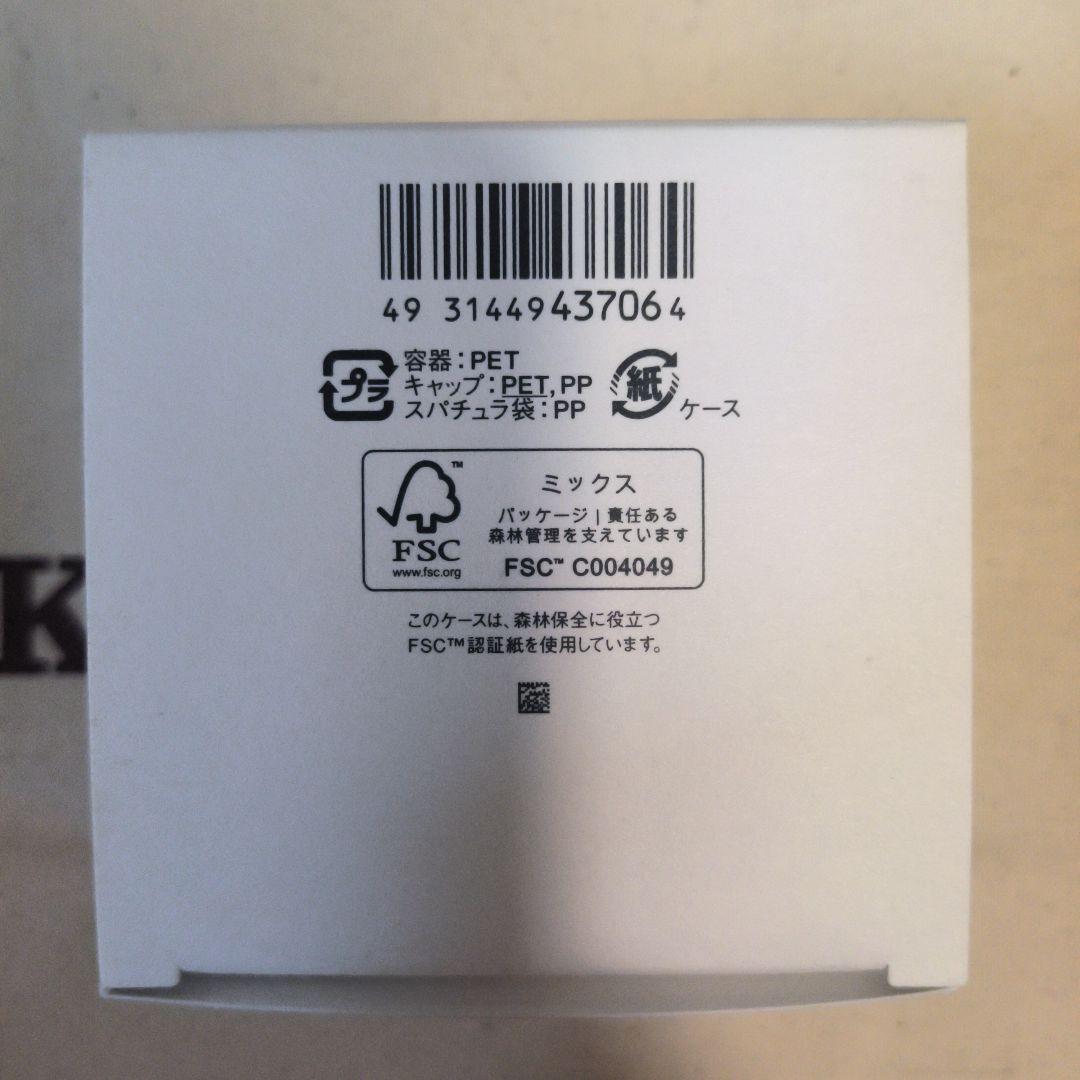 49 31449437064
プラ
容器：PET
キャップ：PET, PP
スパチュラ袋：PP
紙
ケース
FSC
www.fsc.org
™
ミックス
パッケージ | 責任ある
森林管理を支えています
FSC™ C004049
このケースは、森林保全に役立つ
FSC™認証紙を使用しています。
K